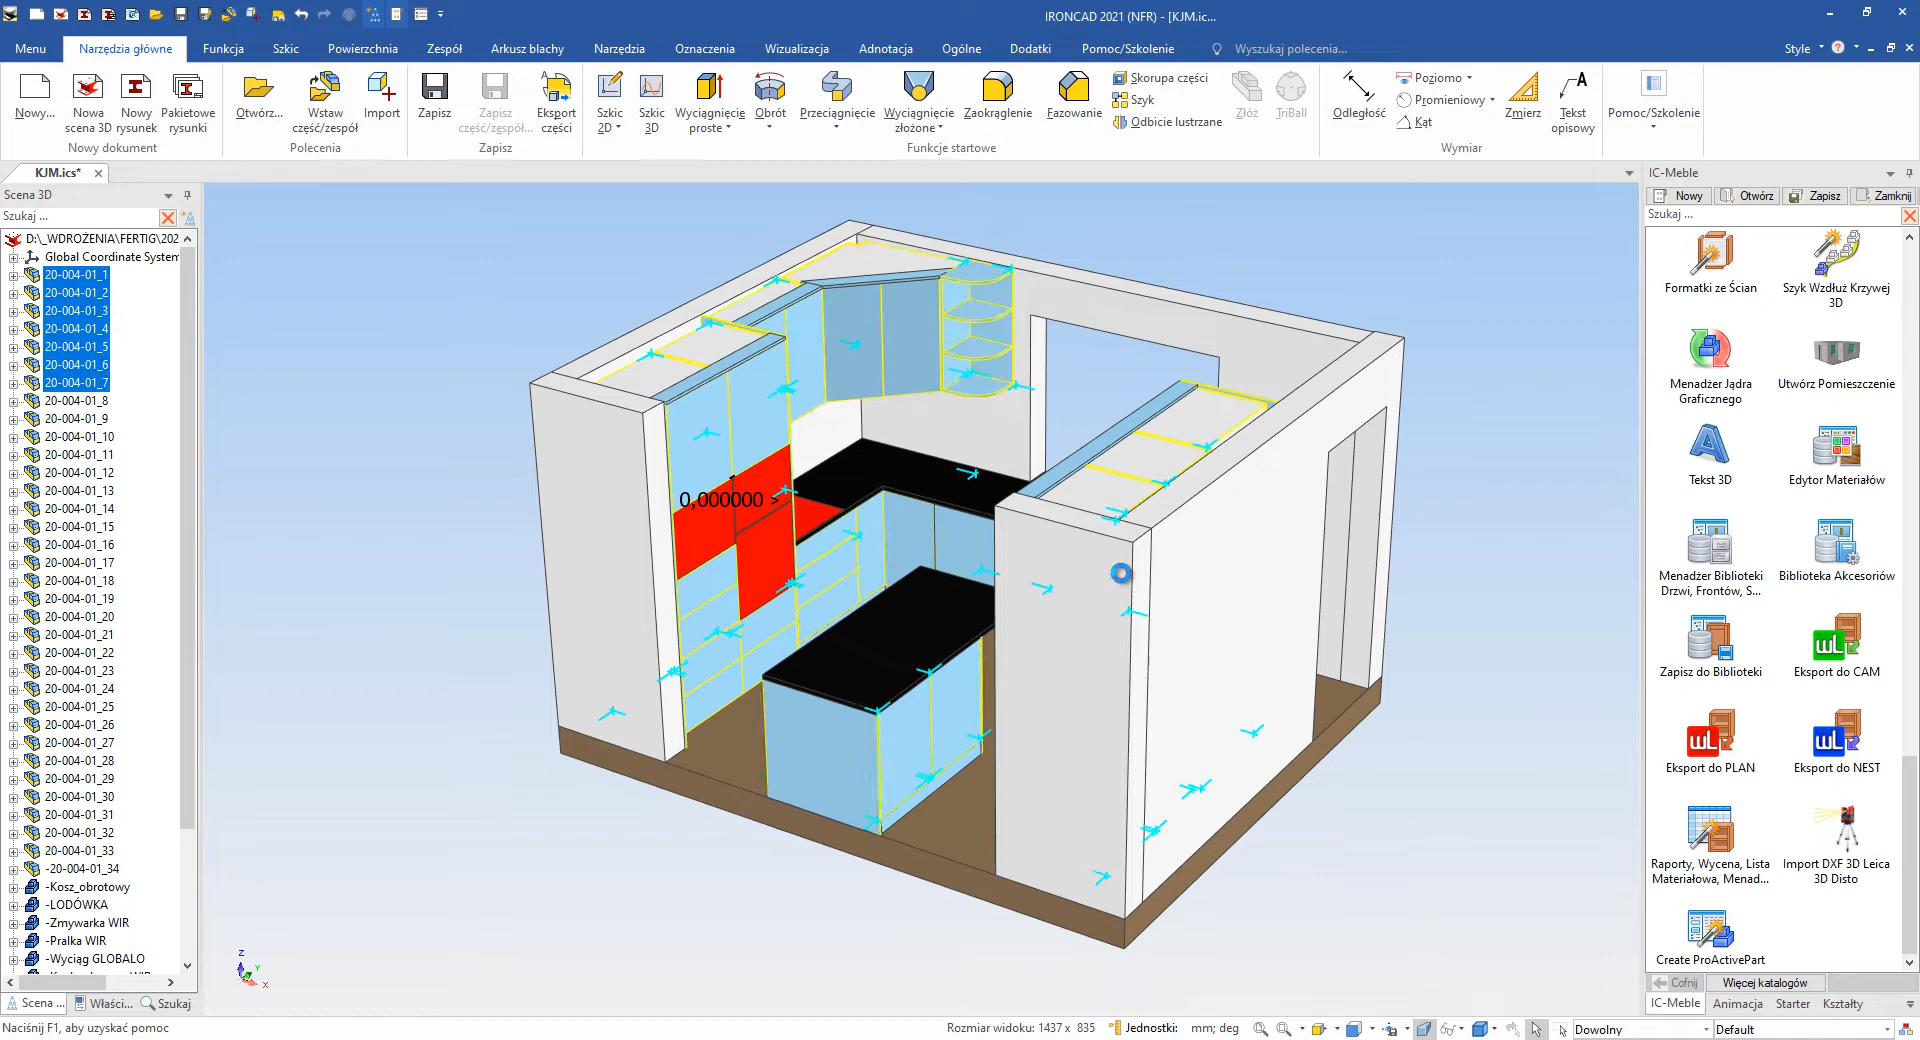 IRONCAD 2021 (NFR) - [KJM.ic...
Menu
Narzędzia główne
Funkcja
Szkic
Powierzchnia
Zespół
Arkusz blachy
Narzędzia
Oznaczenia
Wizualizacja
Adnotacja
Ogólne
Dodatki
Pomoc/Szkolenie
Wyszukaj polecenia...
Style
Nowy...
Nowa scena 3D
Nowy rysunek
Pakietowe rysunki
Nowy dokument
Otwórz...
Wstaw część/zespół
Import
Polecenia
Zapisz
Zapisz część/zespół...
Eksport części
Zapisz
Szkic 2D
Szkic 3D
Wyciągnięcie proste
Obrót
Przeciągnięcie
Wyciągnięcie złożone
Zaokrąglenie
Fazowanie
Skorupa części
Szyk
Odbicie lustrzane
Złóż
TriBall
Funkcje startowe
Odległość
Poziomo
Promieniowy
Kąt
Zmierz
Tekst opisowy
Wymiar
Pomoc/Szkolenie
KJM.ics*
Scena 3D
Szukaj ...
D:\_WDROŻENIA\FERTIG\202
Global Coordinate System
20-004-01_1
20-004-01_2
20-004-01_3
20-004-01_4
20-004-01_5
20-004-01_6
20-004-01_7
20-004-01_8
20-004-01_9
20-004-01_10
20-004-01_11
20-004-01_12
20-004-01_13
20-004-01_14
20-004-01_15
20-004-01_16
20-004-01_17
20-004-01_18
20-004-01_19
20-004-01_20
20-004-01_21
20-004-01_22
20-004-01_23
20-004-01_24
20-004-01_25
20-004-01_26
20-004-01_27
20-004-01_28
20-004-01_29
20-004-01_30
20-004-01_31
20-004-01_32
20-004-01_33
-20-004-01_34
-Kosz_obrotowy
-LODÓWKA
-Zmywarka WIR
-Pralka WIR
-Wyciąg GLOBALO
Scena ...
Właści...
Szukaj
0,000000 >
Z
Y
X
IC-Meble
Nowy
Otwórz
Zapisz
Zamknij
Szukaj ...
Formatki ze Ścian
Szyk Wzdłuż Krzywej 3D
Menadżer Jądra Graficznego
Utwórz Pomieszczenie
Tekst 3D
Edytor Materiałów
Menadżer Biblioteki Drzwi, Frontów, S...
Biblioteka Akcesoriów
Zapisz do Biblioteki
Eksport do CAM
Eksport do PLAN
Eksport do NEST
Raporty, Wycena, Lista Materiałowa, Menad...
Import DXF 3D Leica 3D Disto
Create ProActivePart
Cofnij
Więcej katalogów
IC-Meble
Animacja
Starter
Kształty
Naciśnij F1, aby uzyskać pomoc
Rozmiar widoku: 1437 x 835
Jednostki: mm; deg
Dowolny
Default